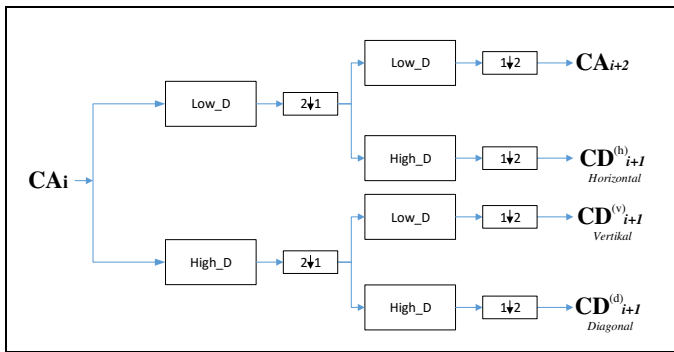 Low_D
1↓2
CA i+2
Low_D
2↓1
High_D
1↓2
CD(h) i+1
Horizontal
CAi
Low_D
1↓2
CD(v) i+1
Vertikal
High_D
2↓1
High_D
1↓2
CD(d) i+1
Diagonal